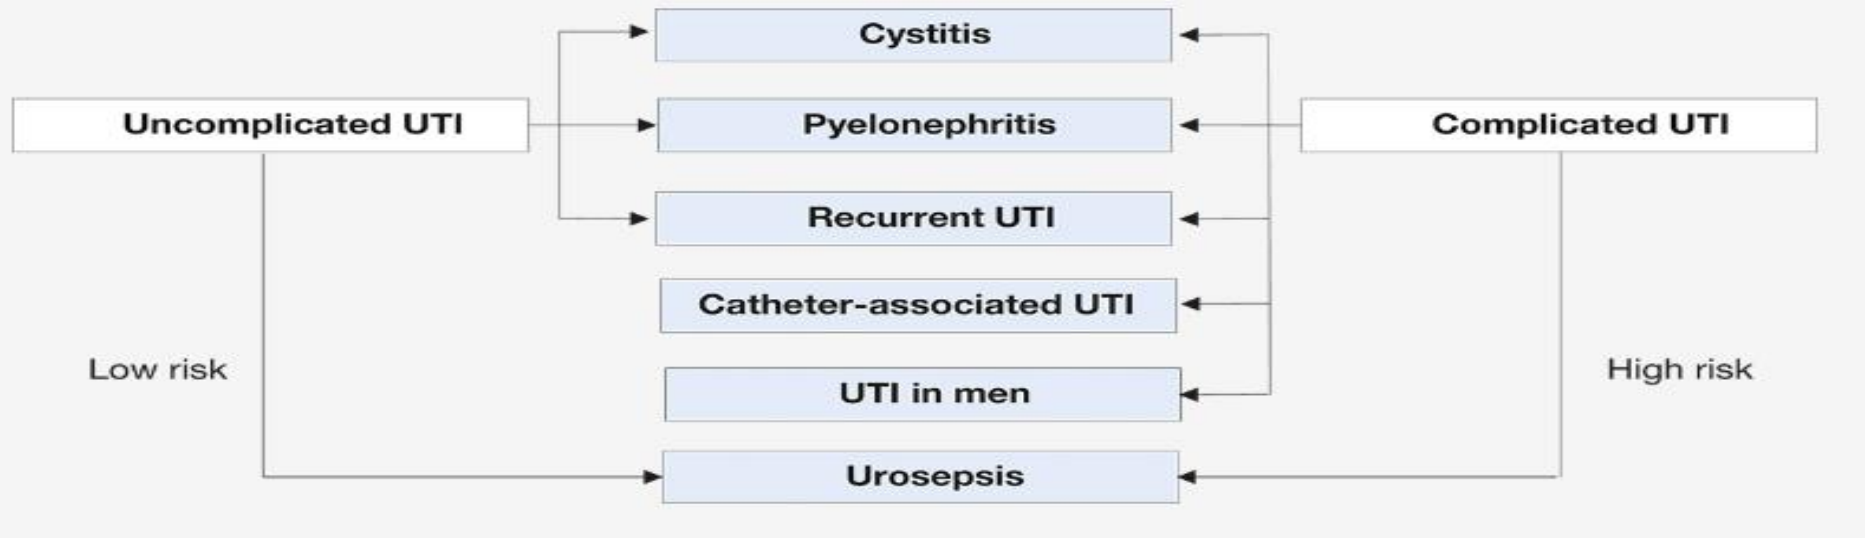 Cystitis
Uncomplicated UTI
Pyelonephritis
Complicated UTI
Recurrent UTI
Catheter-associated UTI
Low risk
High risk
UTI in men
Urosepsis